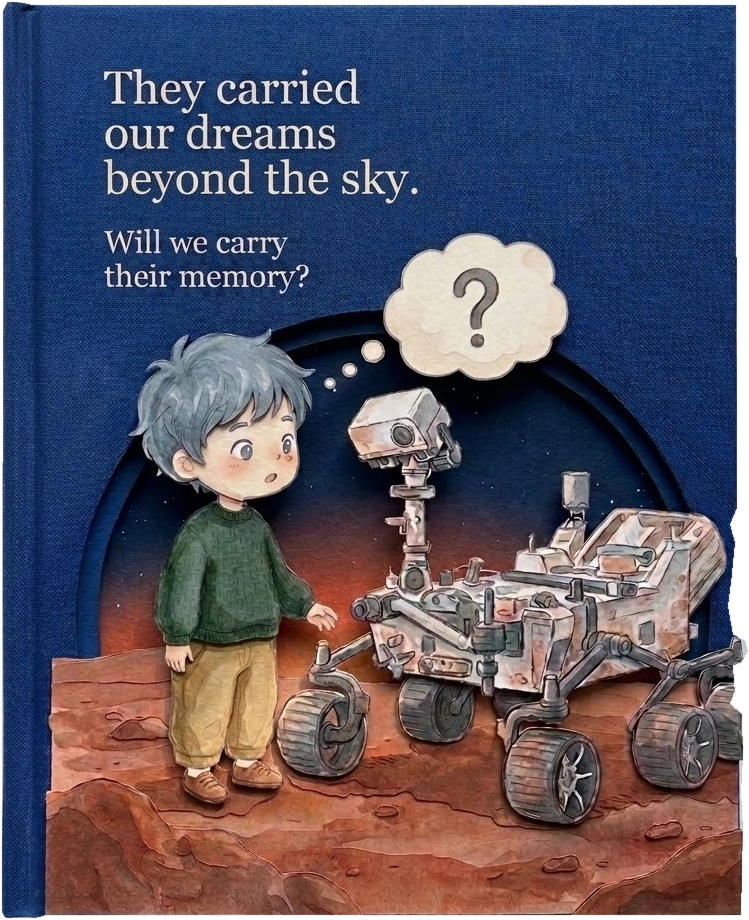 They carried
our dreams
beyond the sky.
Will we carry
their memory?
?